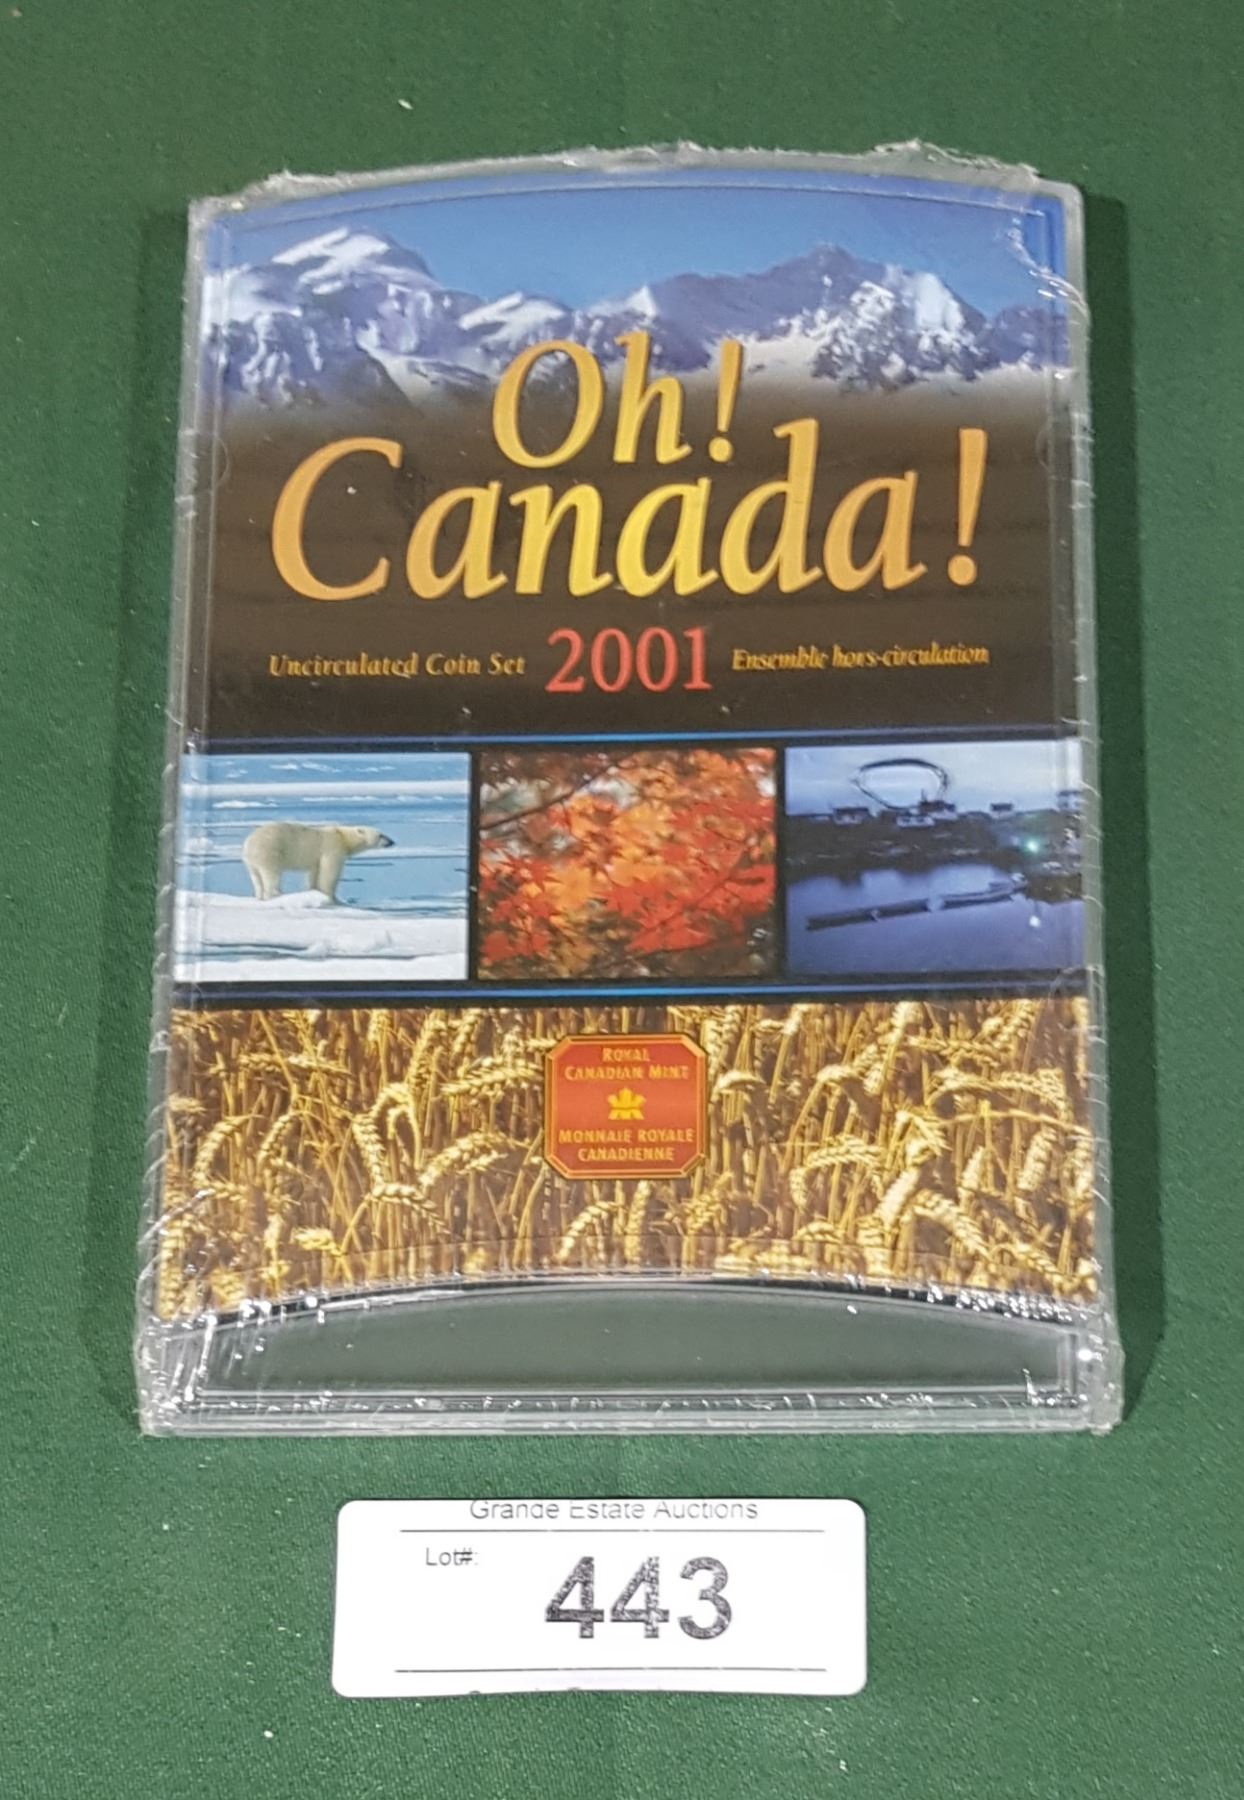 Oh!
Canada!
Uncirculated Coin Set 2001 Ensemble hors-circulation
ROYAL
CANADIAN MINT
MONNAIE ROYALE
CANADIENNE
Grande Estate Auctions
Lot#: 443